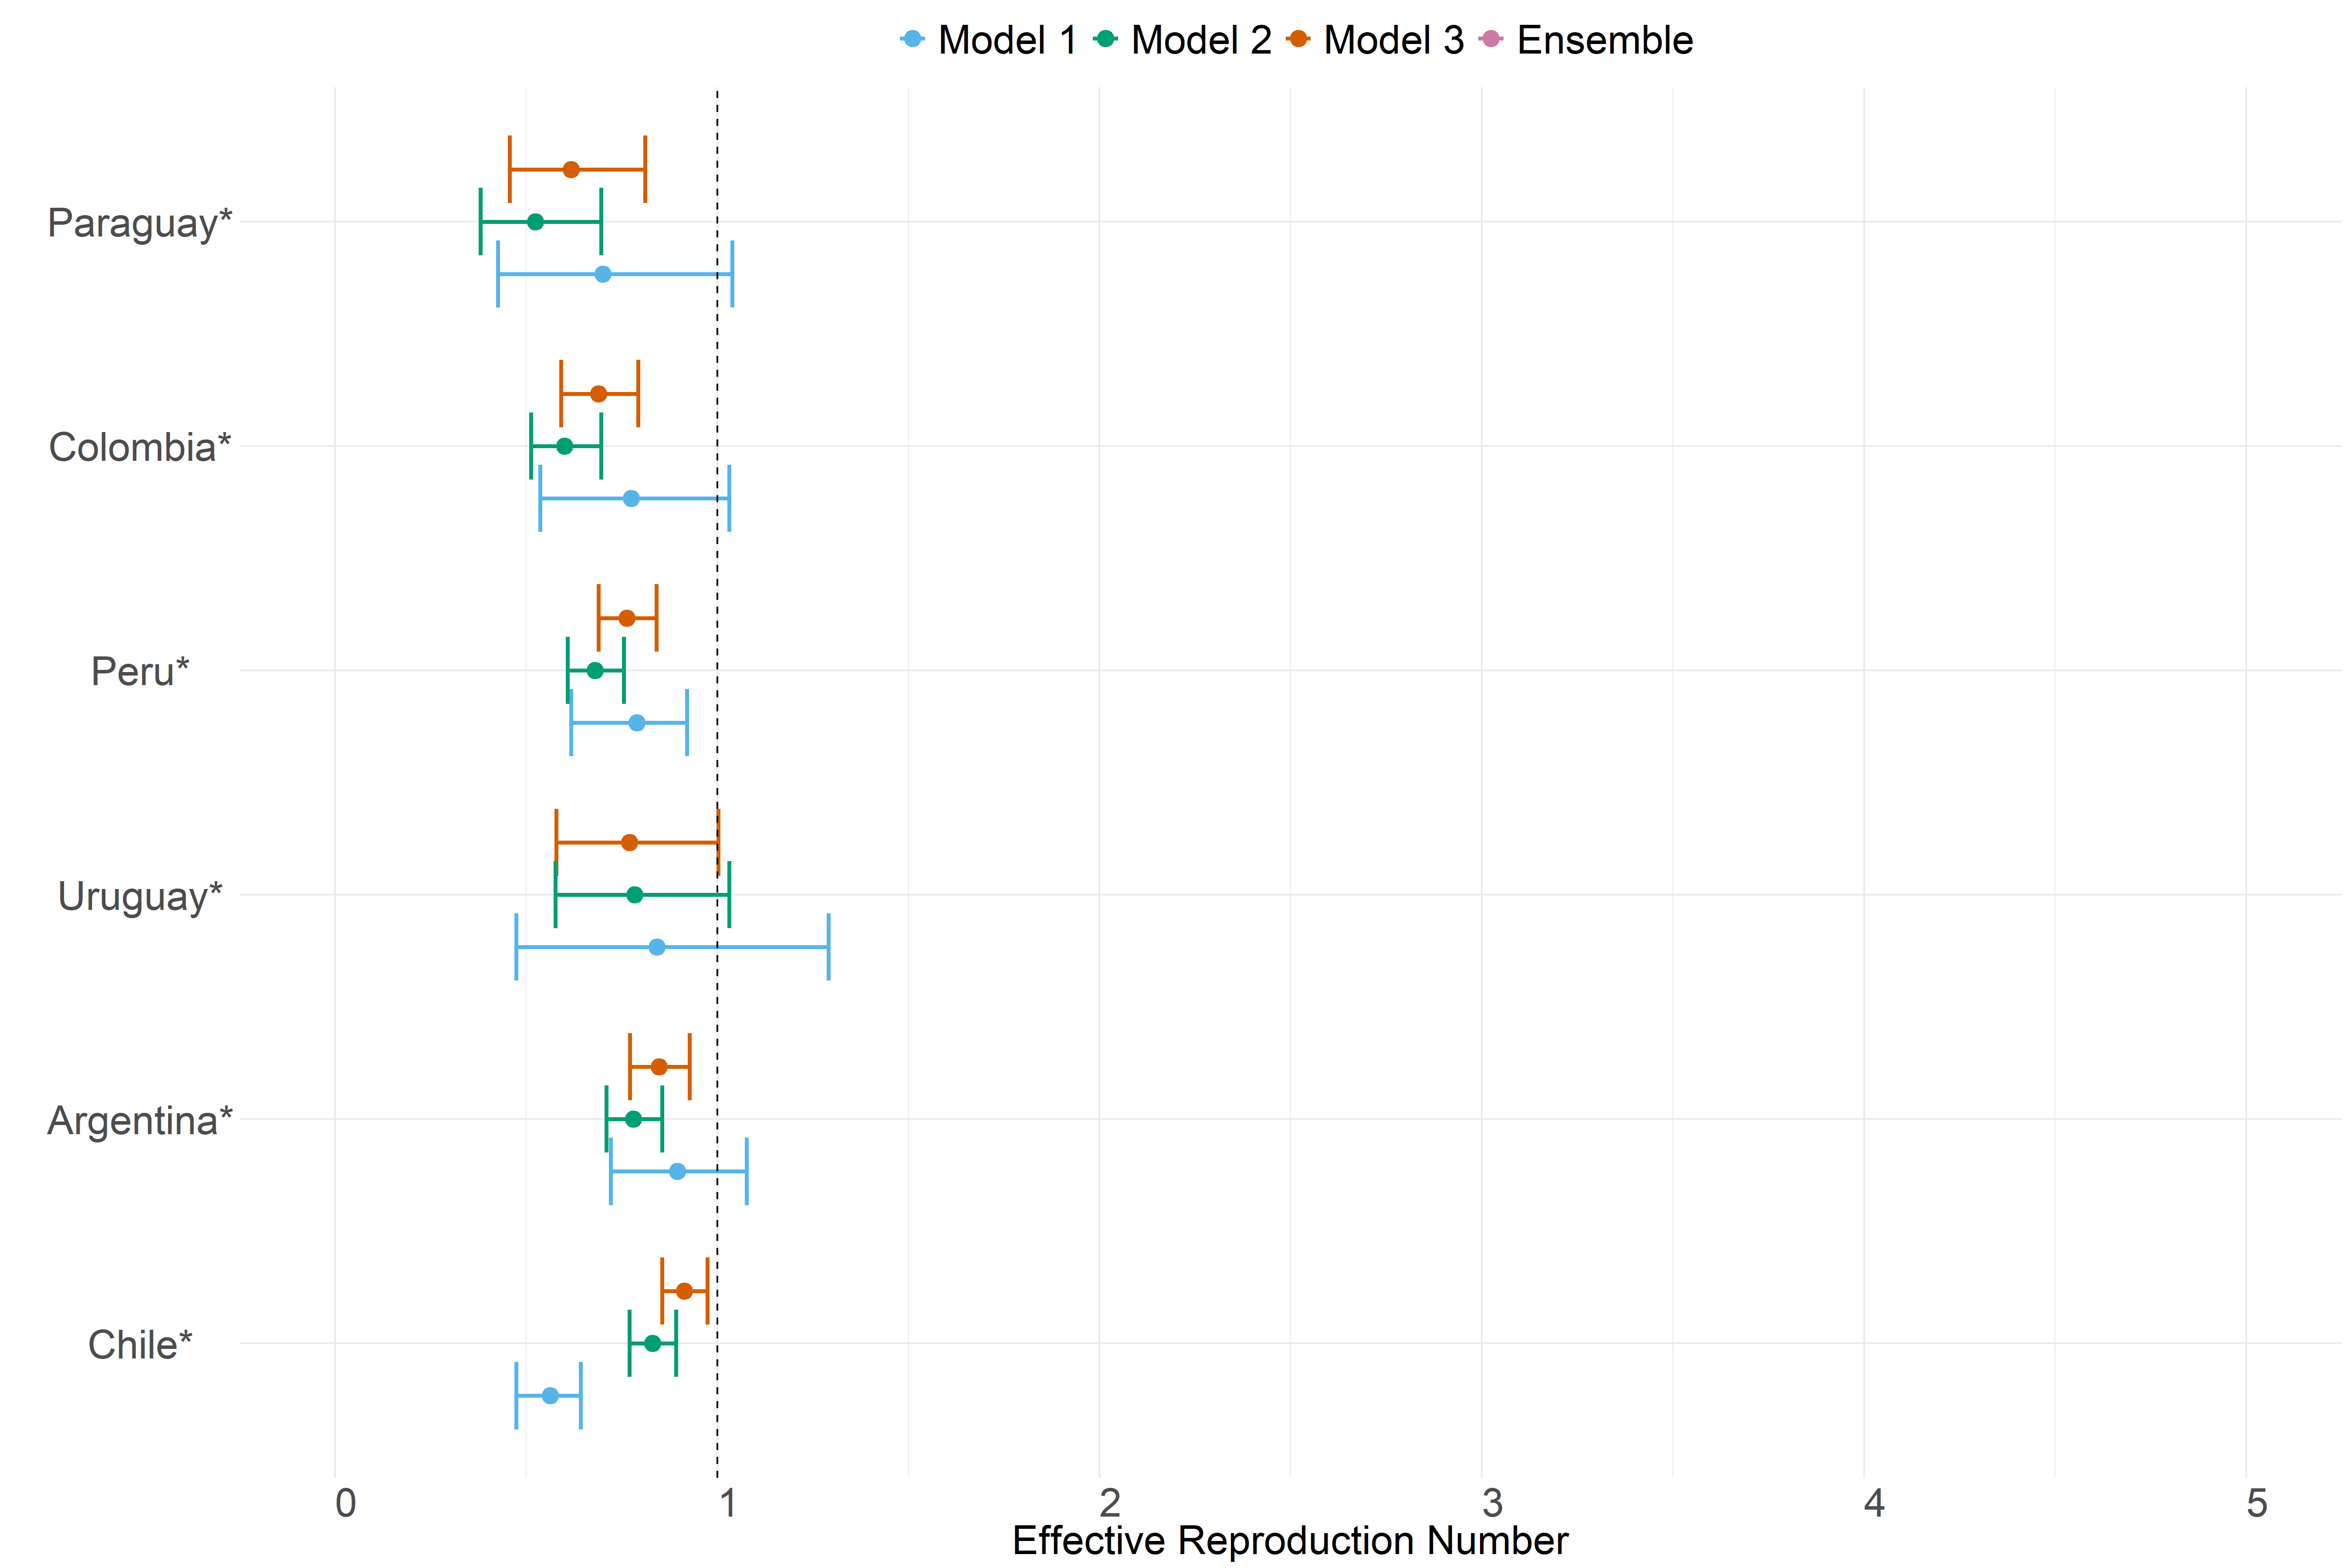 Model 1 Model 2 Model 3 Ensemble
Paraguay*
Colombia*
Peru*
Uruguay*
Argentina*
Chile*
0 1 2 3 4 5
Effective Reproduction Number